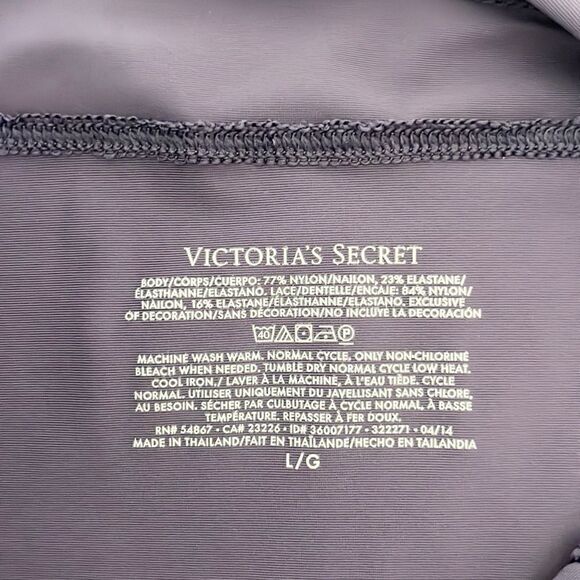 VICTORIA'S SECRET
BODY/CORPS/CUERPO: 77% NYLON/NAILON, 23% ELASTANE/
ÉLASTHANNE/ELASTANO. LACE/DENTELLE/ENCAJE: 84% NYLON/
NAILON, 16% ELASTANE/ÉLASTHANNE/ELASTANO. EXCLUSIVE
OF DECORATION/SANS DÉCORATION/NO INCLUYE LA DECORACIÓN
40 P
MACHINE WASH WARM. NORMAL CYCLE, ONLY NON-CHLORINE
BLEACH WHEN NEEDED. TUMBLE DRY NORMAL CYCLE LOW HEAT.
COOL IRON./ LAVER À LA MACHINE, À L'EAU TIÈDE. CYCLE
NORMAL. UTILISER UNIQUEMENT DU JAVELLISANT SANS CHLORE,
AU BESOIN. SÉCHER PAR CULBUTAGE À CYCLE NORMAL, À BASSE
TEMPÉRATURE. REPASSER À FER DOUX.
RN# 54867 • CA# 23226 • ID# 36007177 • 322271 • 04/14
MADE IN THAILAND/FAIT EN THAÏLANDE/HECHO EN TAILANDIA
L/G